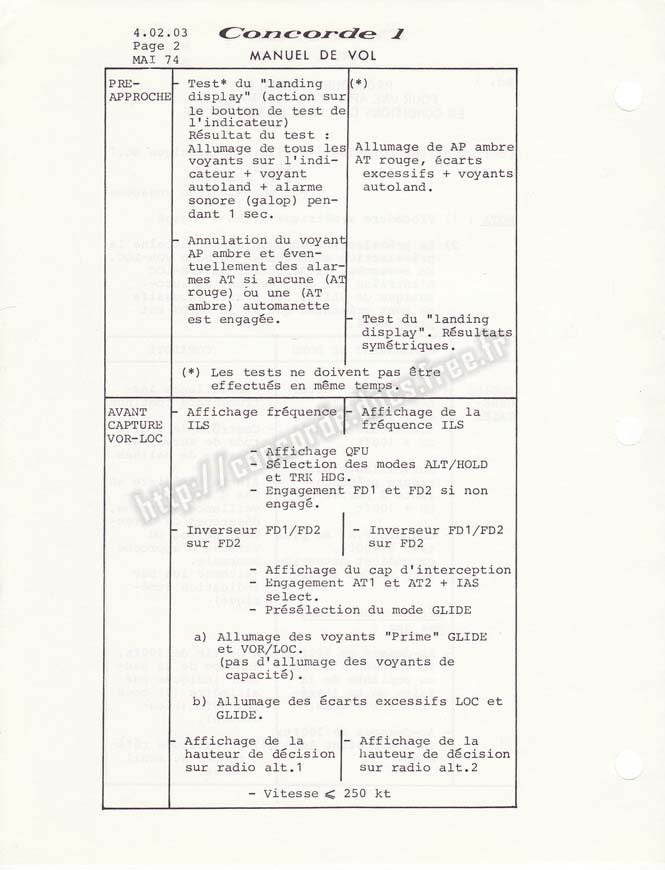 4.02.03
Page 2
MAI 74
Concorde 1
MANUEL DE VOL
PRE-
APPROCHE
- Test* du "landing
display" (action sur
le bouton de test de
l'indicateur)
Résultat du test :
Allumage de tous les
voyants sur l'indi-
cateur + voyant
autoland + alarme
sonore (galop) pen-
dant 1 sec.
- Annulation du voyant
AP ambre et éven-
tuellement des alar-
mes AT si aucune (AT
rouge) ou une (AT
ambre) automanette
est engagée.
(*)
Allumage de AP ambre
AT rouge, écarts
excessifs + voyants
autoland.
- Test du "landing
display". Résultats
symétriques.
(*) Les tests ne doivent pas être
effectués en même temps.
AVANT
CAPTURE
VOR-LOC
- Affichage fréquence
ILS
- Affichage de la
fréquence ILS
- Affichage QFU
- Sélection des modes ALT/HOLD
et TRK HDG.
- Engagement FD1 et FD2 si non
engagé.
- Inverseur FD1/FD2
sur FD2
- Inverseur FD1/FD2
sur FD2
- Affichage du cap d'interception
- Engagement AT1 et AT2 + IAS
select.
- Présélection du mode GLIDE
a) Allumage des voyants "Prime" GLIDE
et VOR/LOC.
(pas d'allumage des voyants de
capacité).
b) Allumage des écarts excessifs LOC et
GLIDE.
- Affichage de la
hauteur de décision
sur radio alt.1
- Affichage de la
hauteur de décision
sur radio alt.2
- Vitesse ⩽ 250 kt
http://concorde.docs.free.fr